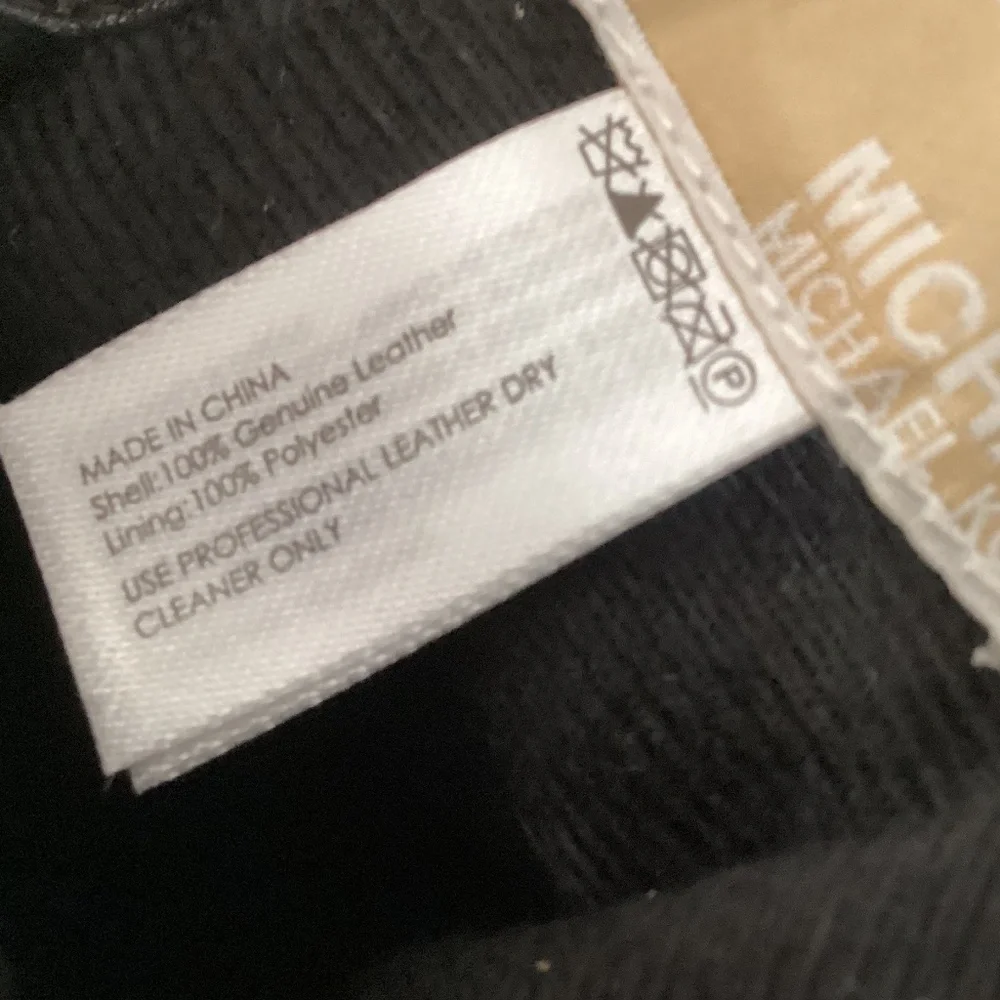 MADE IN CHINA
Shell:100% Genuine Leather
Lining:100% Polyester
USE PROFESSIONAL LEATHER DRY
CLEANER ONLY
P
MICH
MICHAEL K